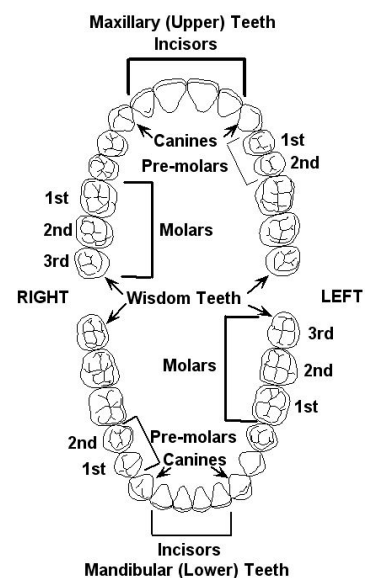 Maxillary (Upper) Teeth
Incisors
Canines
1st
Pre-molars
2nd
1st
2nd
Molars
3rd
RIGHT
Wisdom Teeth
LEFT
3rd
Molars
2nd
1st
2nd
Pre-molars
1st
Canines
Incisors
Mandibular (Lower) Teeth